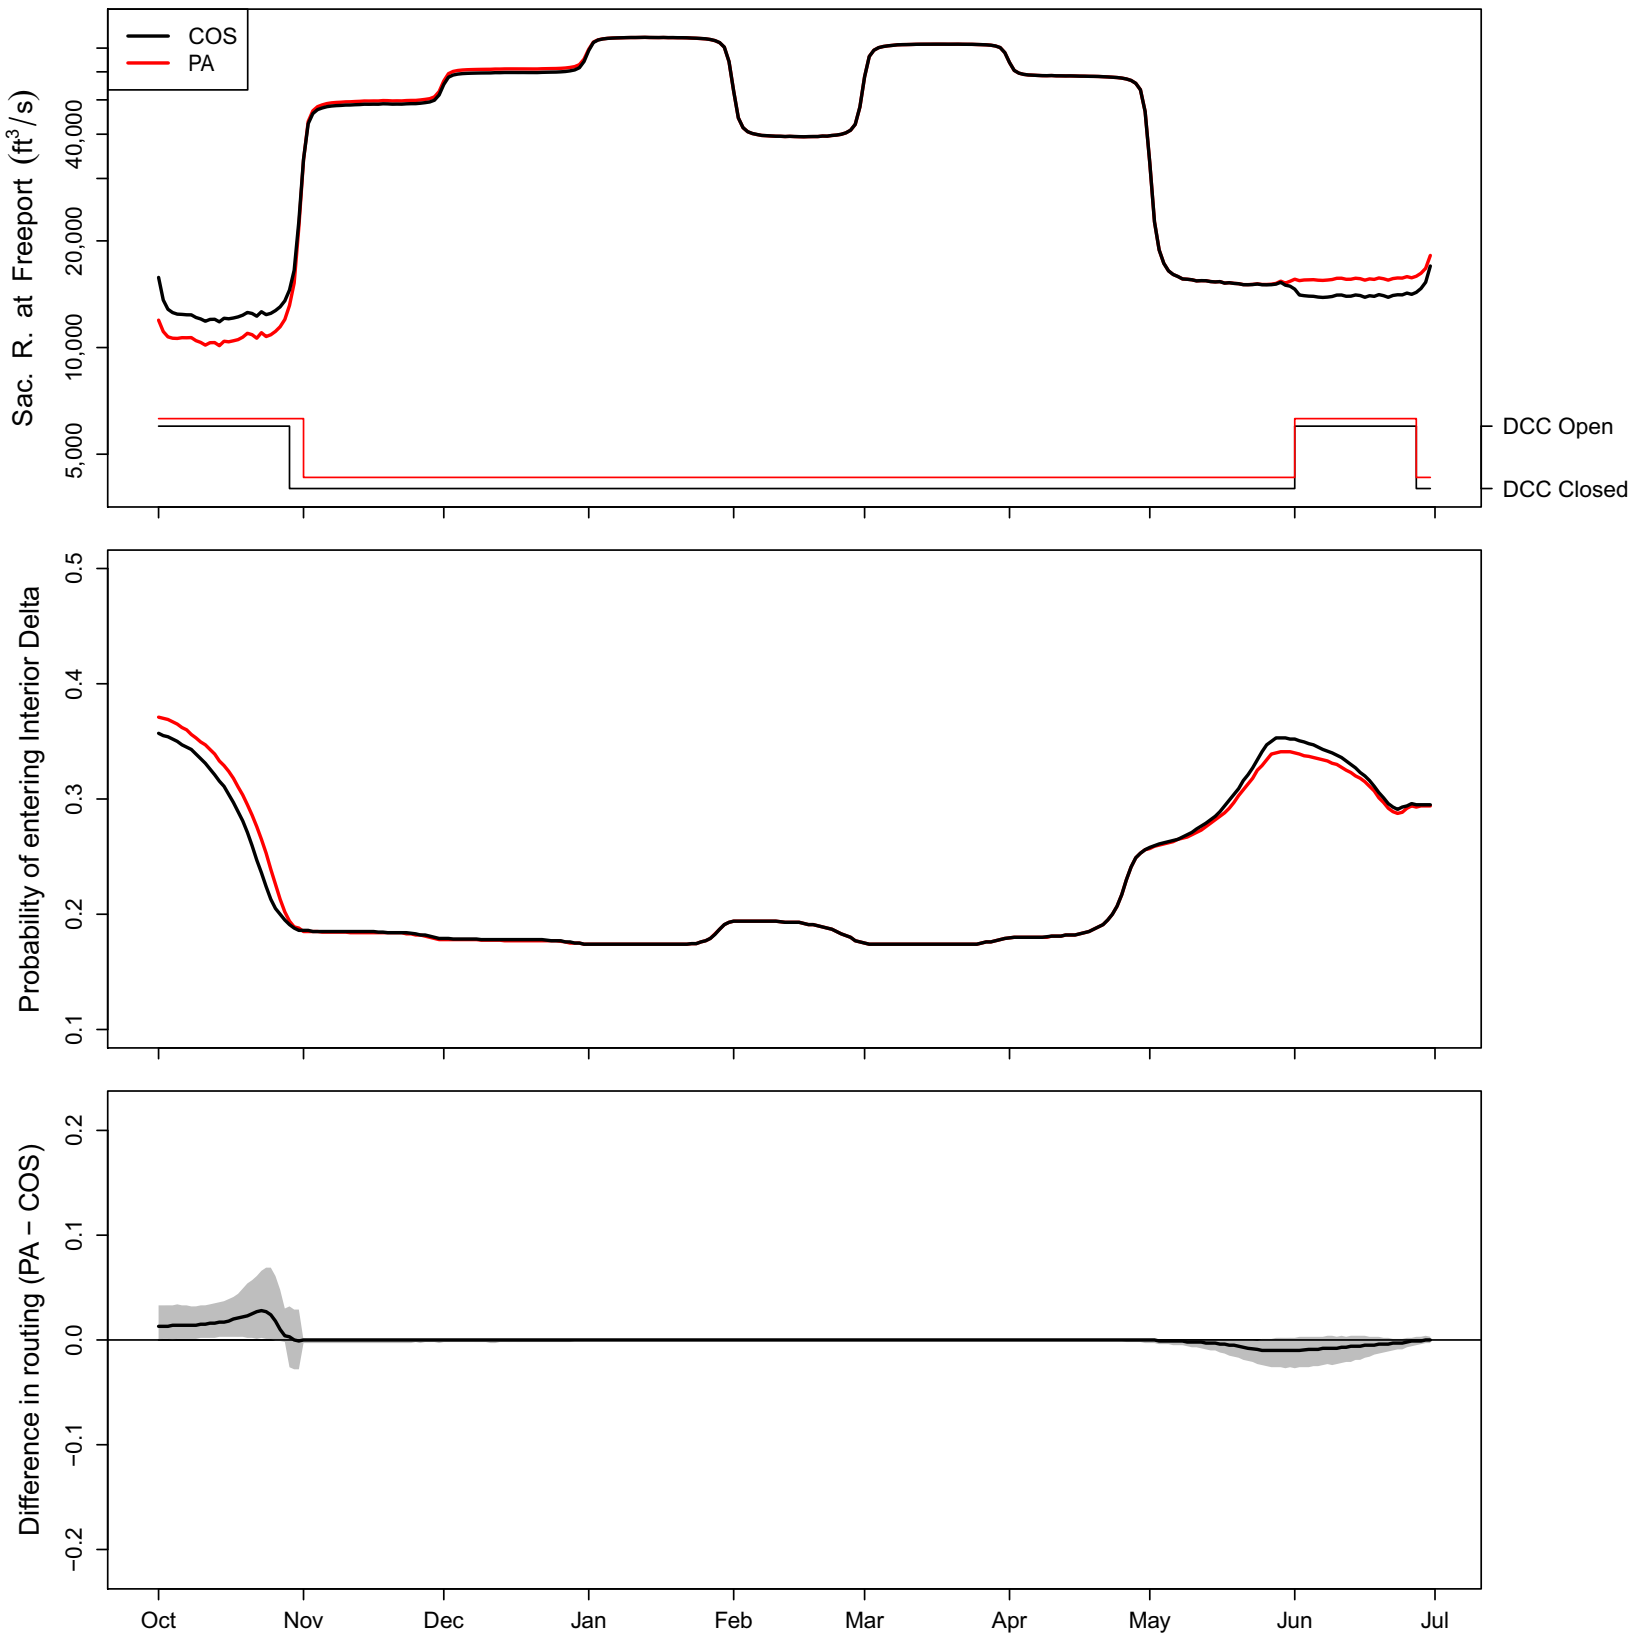 COS
PA
Sac. R. at Freeport (ft³/s)
40,000
20,000
10,000
5,000
DCC Open
DCC Closed
Probability of entering Interior Delta
0.5
0.4
0.3
0.2
0.1
Difference in routing (PA − COS)
0.2
0.1
0.0
−0.1
−0.2
Oct Nov Dec Jan Feb Mar Apr May Jun Jul